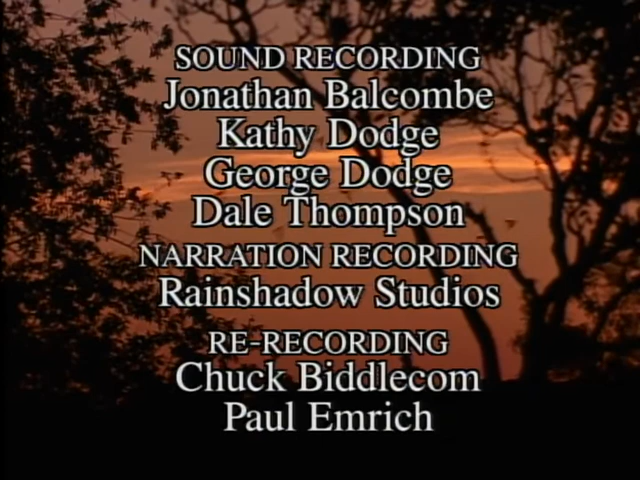 SOUND RECORDING
Jonathan Balcombe
Kathy Dodge
George Dodge
Dale Thompson
NARRATION RECORDING
Rainshadow Studios
RE-RECORDING
Chuck Biddlecom
Paul Emrich